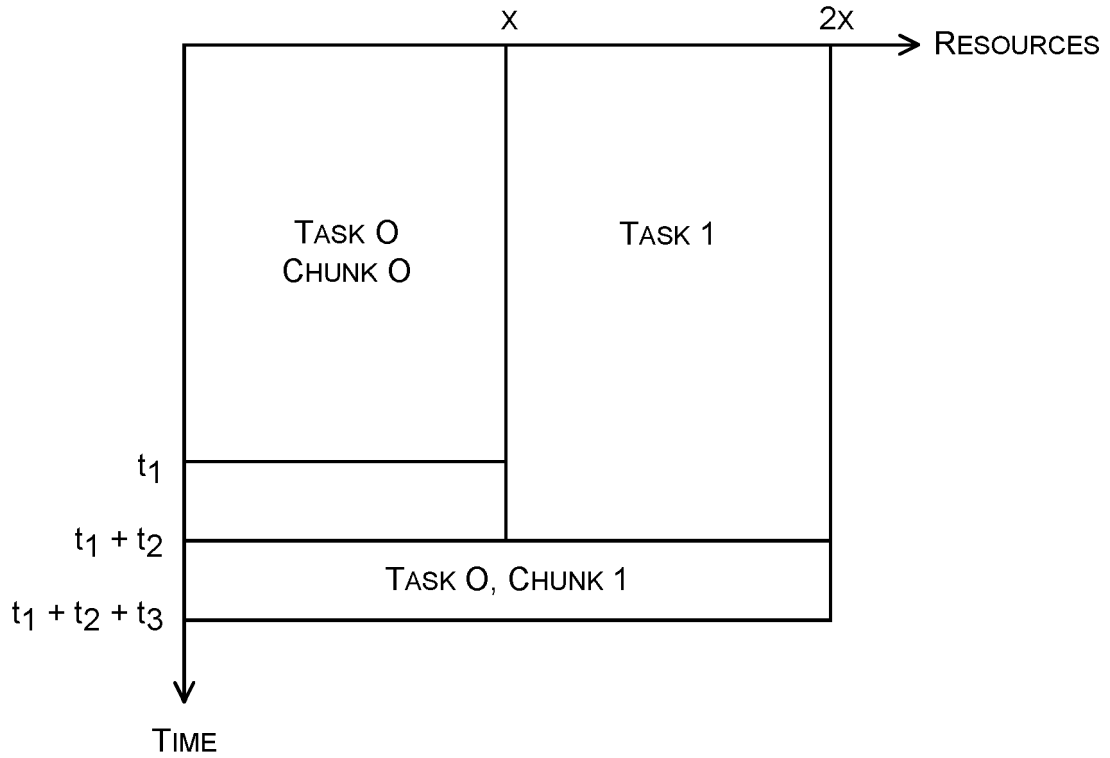 x 2x
RESOURCES
TASK 0
CHUNK 0
TASK 1
t1
t1 + t2
TASK 0, CHUNK 1
t1 + t2 + t3
TIME